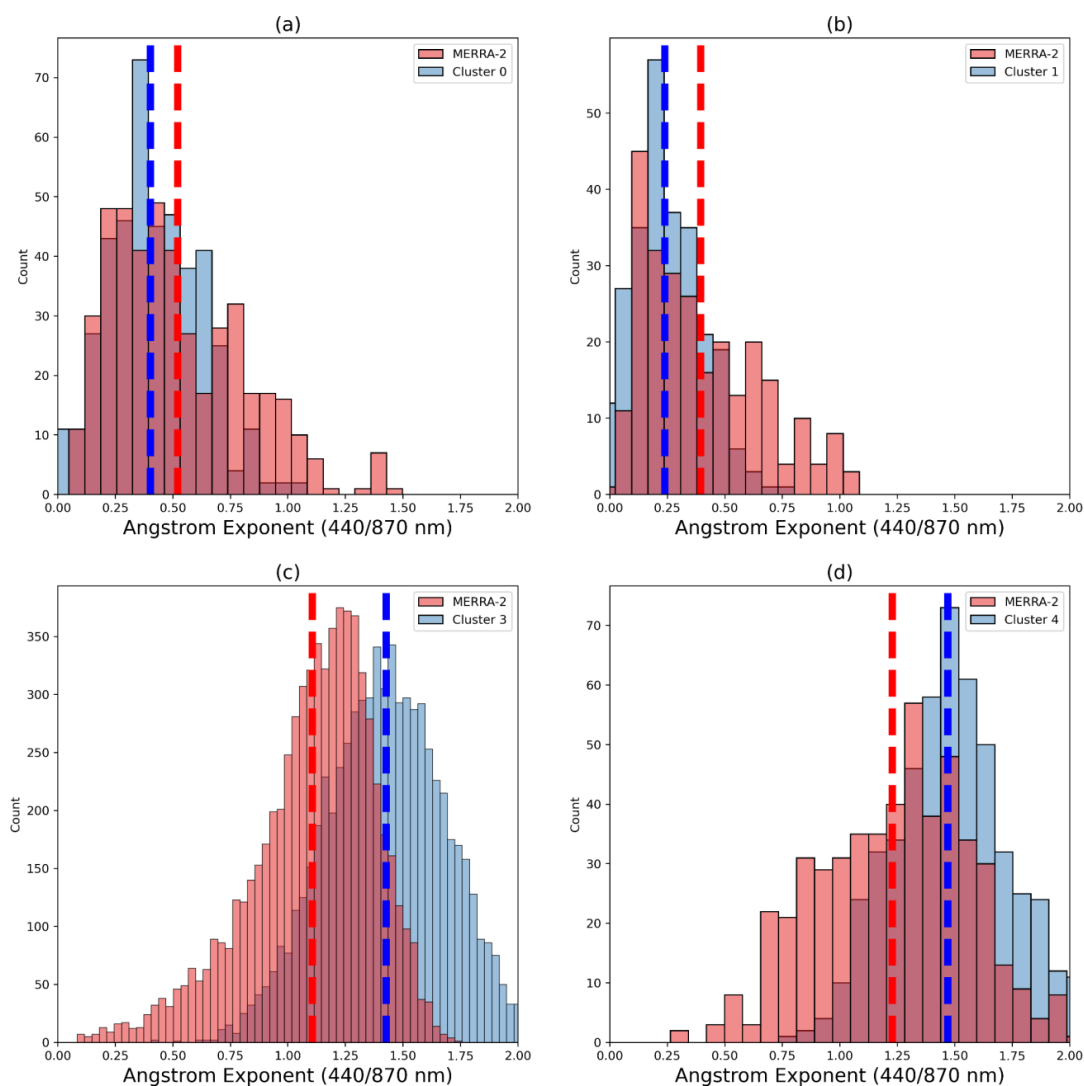 (a)
MERRA-2
Cluster 0
Count
70
60
50
40
30
20
10
0
0.00 0.25 0.50 0.75 1.00 1.25 1.50 1.75 2.00
Angstrom Exponent (440/870 nm)
(b)
MERRA-2
Cluster 1
Count
50
40
30
20
10
0
0.00 0.25 0.50 0.75 1.00 1.25 1.50 1.75 2.00
Angstrom Exponent (440/870 nm)
(c)
MERRA-2
Cluster 3
Count
350
300
250
200
150
100
50
0
0.00 0.25 0.50 0.75 1.00 1.25 1.50 1.75 2.00
Angstrom Exponent (440/870 nm)
(d)
MERRA-2
Cluster 4
Count
70
60
50
40
30
20
10
0
0.00 0.25 0.50 0.75 1.00 1.25 1.50 1.75 2.00
Angstrom Exponent (440/870 nm)